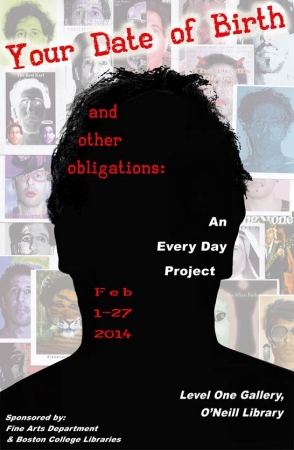 Your Date of Birth
and
other
obligations:
An
Every Day
Project
Feb
1-27
2014
Level One Gallery,
O'Neill Library
Sponsored by:
Fine Arts Department
& Boston College Libraries